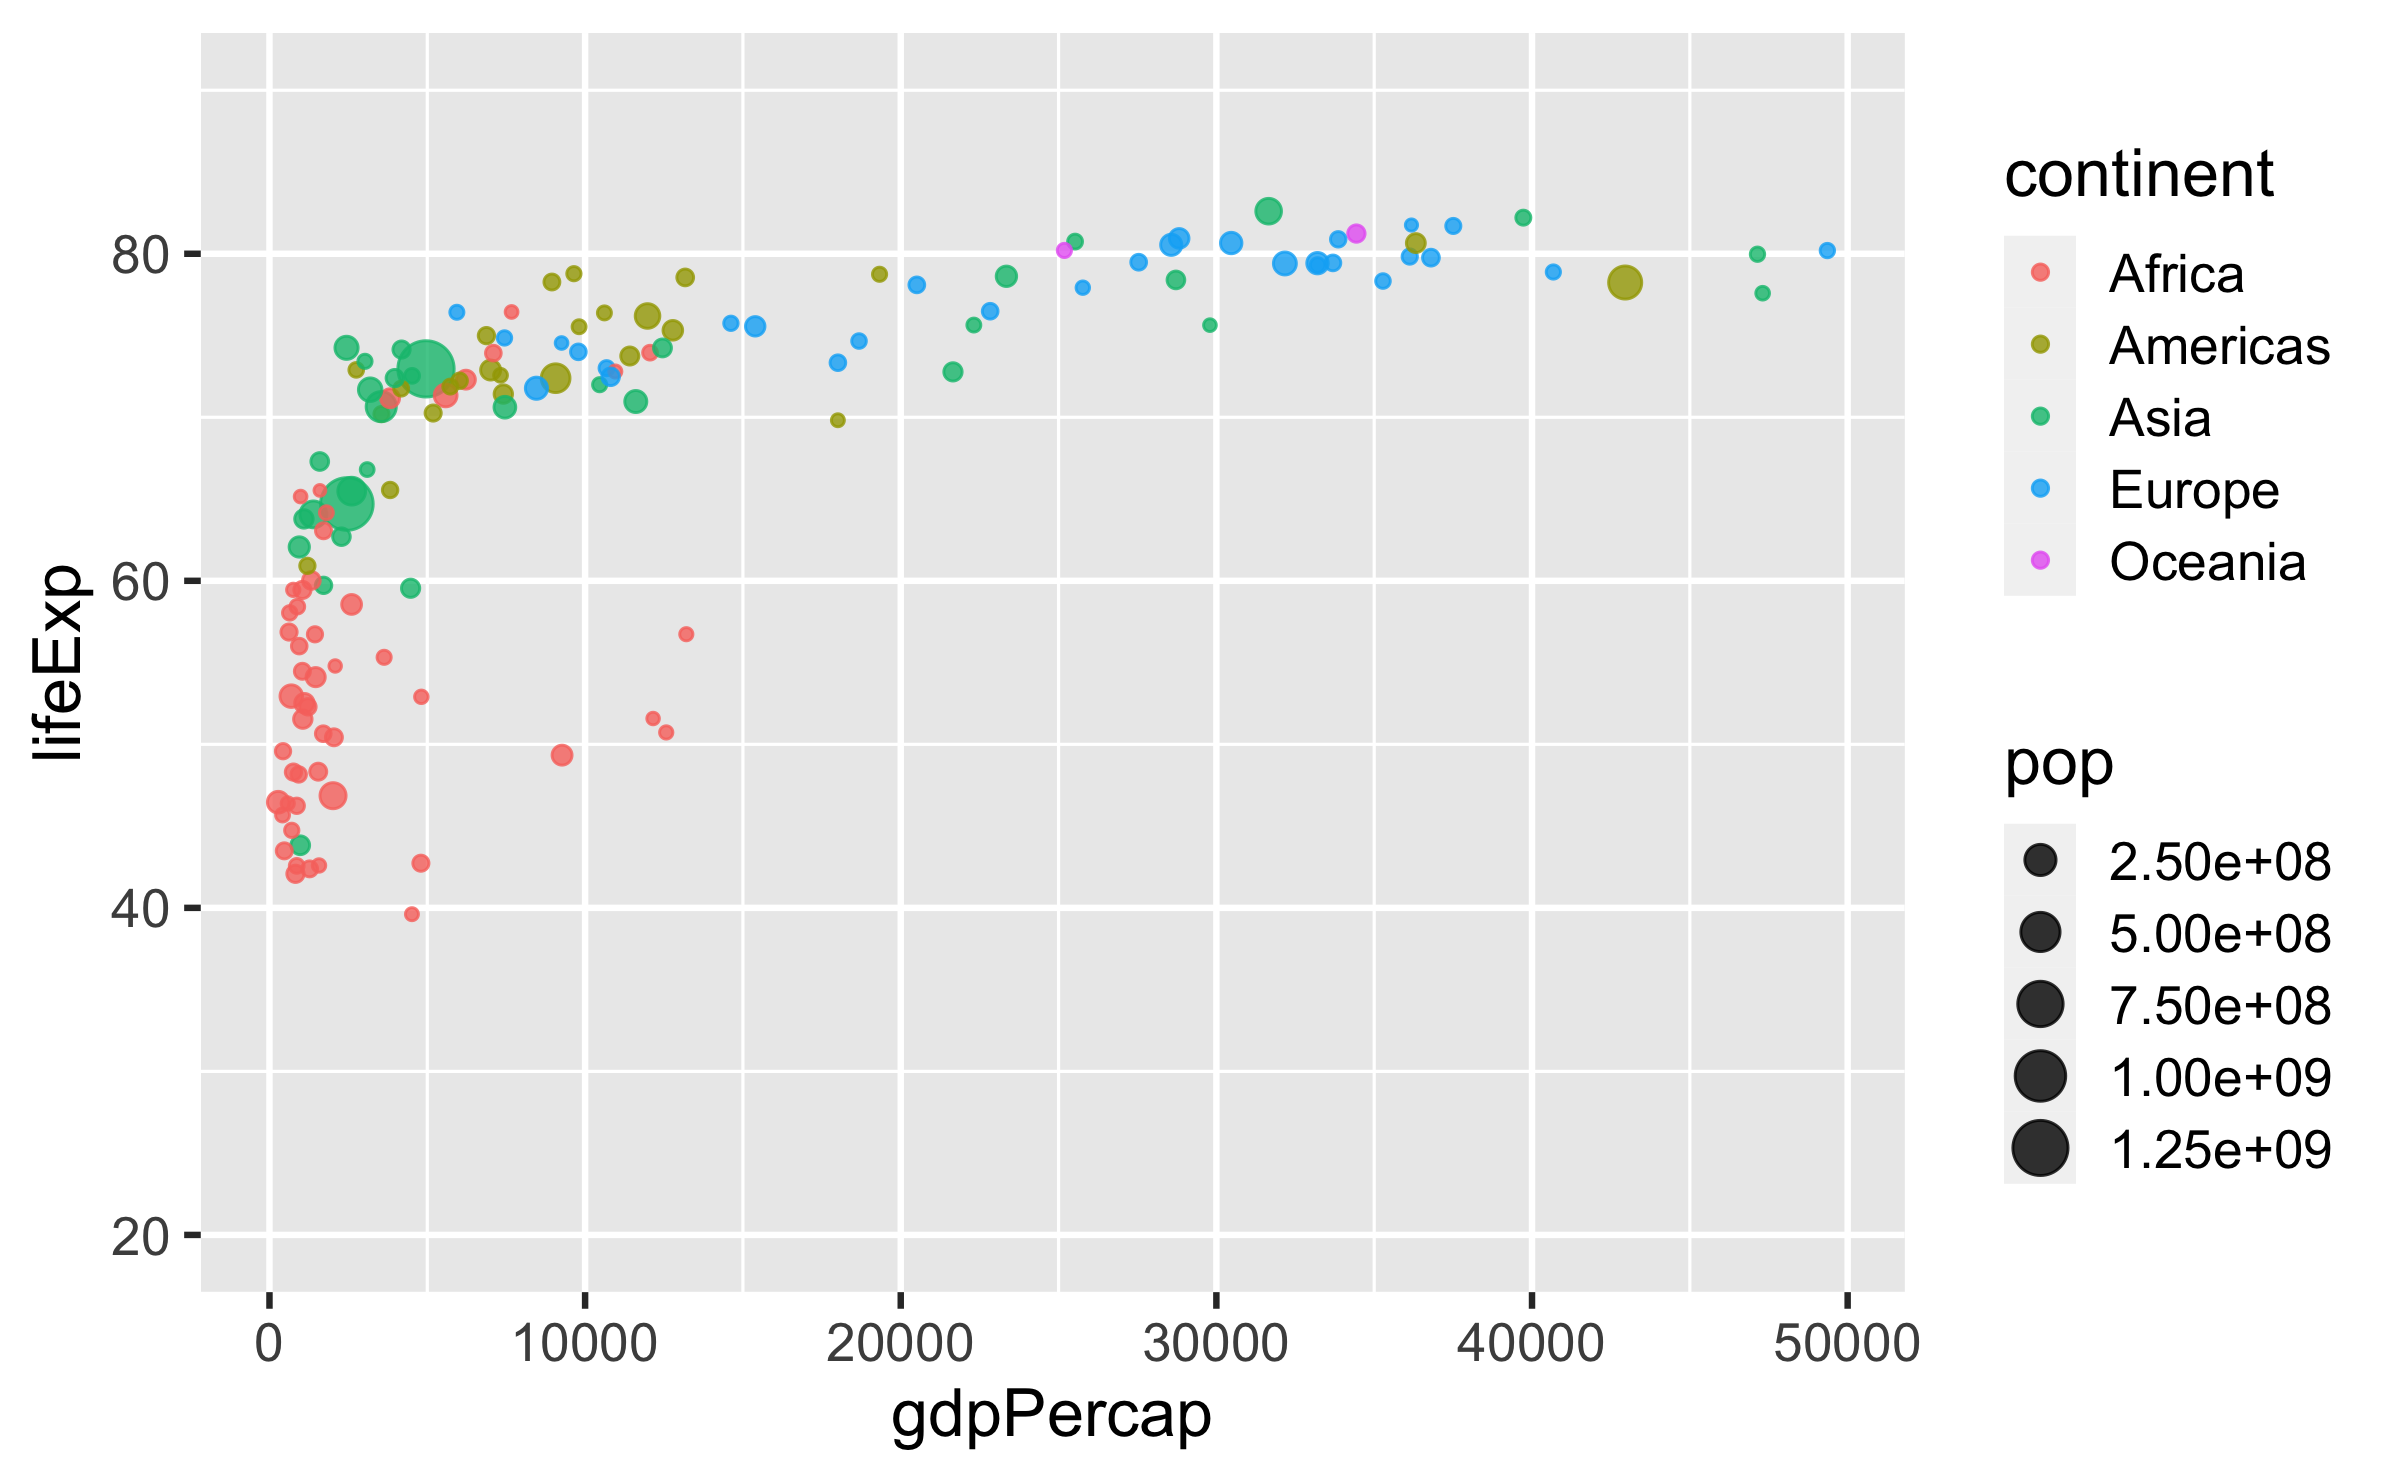 lifeExp
80
60
40
20
0 10000 20000 30000 40000 50000
gdpPercap
continent
Africa
Americas
Asia
Europe
Oceania
pop
2.50e+08
5.00e+08
7.50e+08
1.00e+09
1.25e+09